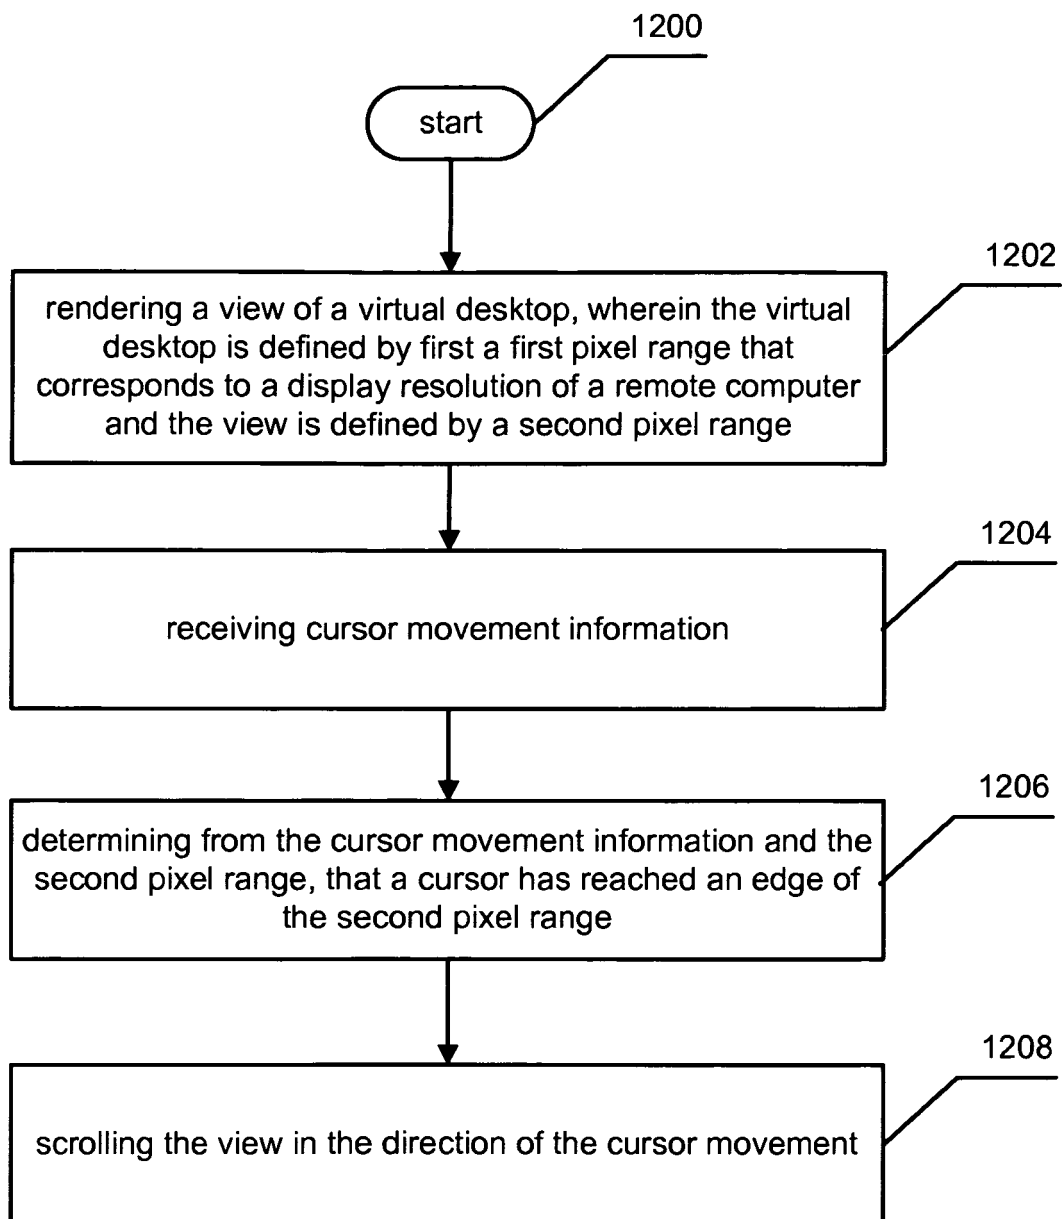 1200
start
1202
rendering a view of a virtual desktop, wherein the virtual
desktop is defined by first a first pixel range that
corresponds to a display resolution of a remote computer
and the view is defined by a second pixel range
1204
receiving cursor movement information
1206
determining from the cursor movement information and the
second pixel range, that a cursor has reached an edge of
the second pixel range
1208
scrolling the view in the direction of the cursor movement